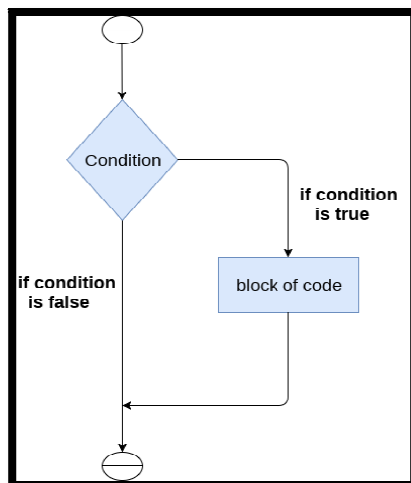 Condition
if condition
is true
if condition
is false
block of code